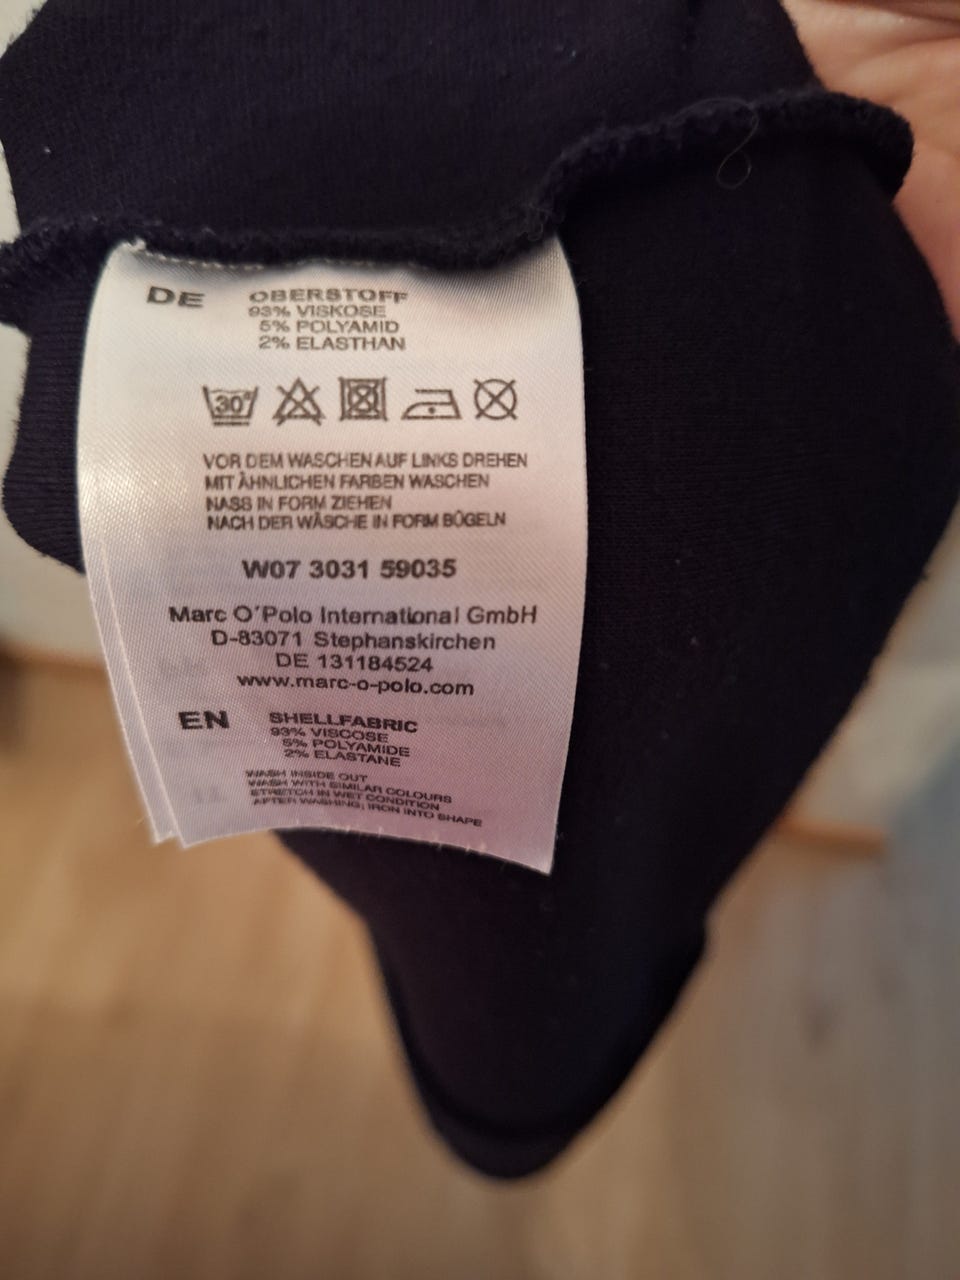 DE OBERSTOFF
93% VISKOSE
5% POLYAMID
2% ELASTHAN
30°
VOR DEM WASCHEN AUF LINKS DREHEN
MIT ÄHNLICHEN FARBEN WASCHEN
NASS IN FORM ZIEHEN
NACH DER WÄSCHE IN FORM BÜGELN
W07 3031 59035
Marc O'Polo International GmbH
D-83071 Stephanskirchen
DE 131184524
www.marc-o-polo.com
EN SHELLFABRIC
93% VISCOSE
5% POLYAMIDE
2% ELASTANE
WASH INSIDE OUT
WASH WITH SIMILAR COLOURS
STRETCH IN WET CONDITION
AFTER WASHING; IRON INTO SHAPE